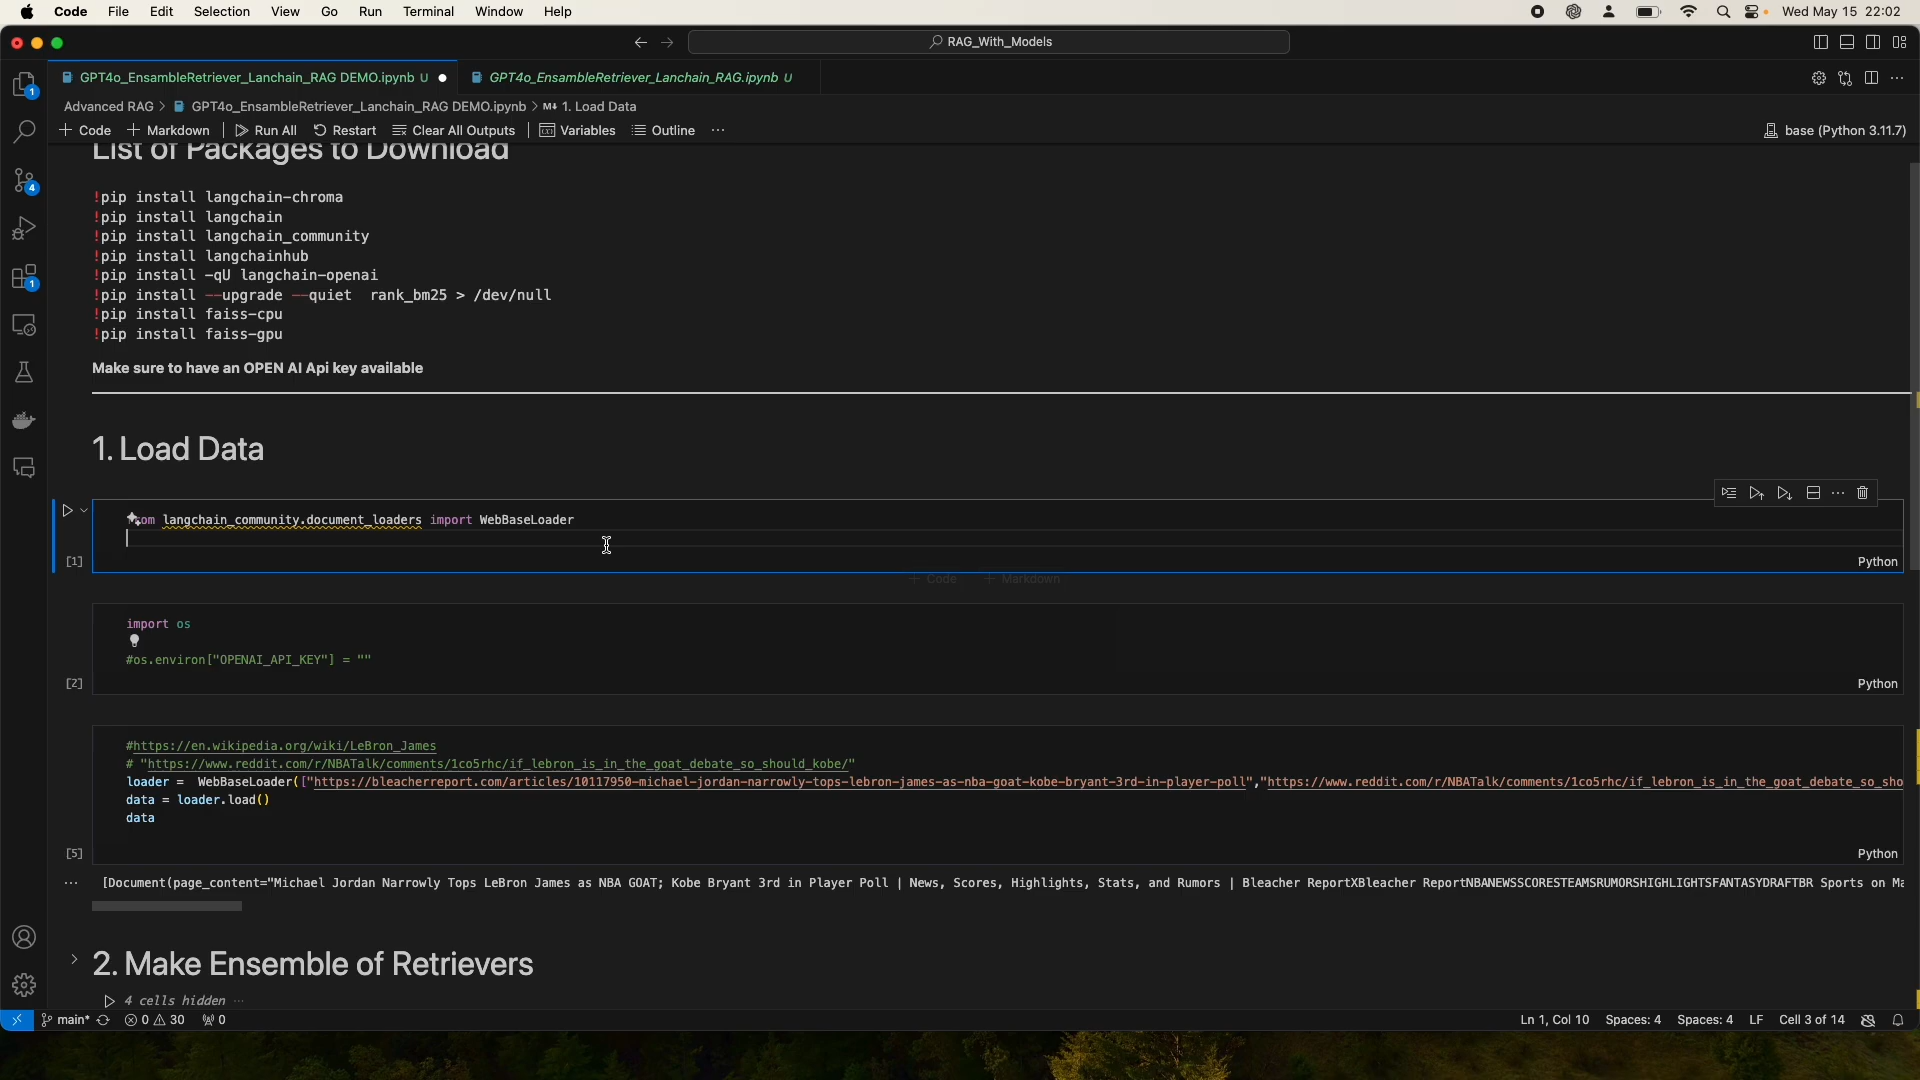 Code File Edit Selection View Go Run Terminal Window Help Wed May 15 22:02
RAG_With_Models
GPT4o_EnsambleRetriever_Lanchain_RAG DEMO.ipynb U GPT4o_EnsambleRetriever_Lanchain_RAG.ipynb U
Advanced RAG > GPT4o_EnsambleRetriever_Lanchain_RAG DEMO.ipynb > M↓ 1. Load Data
+ Code + Markdown Run All Restart Clear All Outputs Variables Outline ··· base (Python 3.11.7)
List of Packages to Download
!pip install langchain-chroma
!pip install langchain
!pip install langchain_community
!pip install langchainhub
!pip install -qU langchain-openai
!pip install --upgrade --quiet  rank_bm25 > /dev/null
!pip install faiss-cpu
!pip install faiss-gpu
Make sure to have an OPEN AI Api key available
1. Load Data
langchain_community.document_loaders import WebBaseLoader
[1] Python
+ Code + Markdown
import os
#os.environ["OPENAI_API_KEY"] = ""
[2] Python
#https://en.wikipedia.org/wiki/LeBron_James
# "https://www.reddit.com/r/NBATalk/comments/1co5rhc/if_lebron_is_in_the_goat_debate_so_should_kobe/"
loader =  WebBaseLoader(["https://bleacherreport.com/articles/10117950-michael-jordan-narrowly-tops-lebron-james-as-nba-goat-kobe-bryant-3rd-in-player-poll","https://www.reddit.com/r/NBATalk/comments/1co5rhc/if_lebron_is_in_the_goat_debate_so_sho
data = loader.load()
data
[5] Python
··· [Document(page_content="Michael Jordan Narrowly Tops LeBron James as NBA GOAT; Kobe Bryant 3rd in Player Poll | News, Scores, Highlights, Stats, and Rumors | Bleacher ReportXBleacher ReportNBANEWSSCORESTEAMSRUMORSHIGHLIGHTSFANTASYDRAFTBR Sports on Ma
> 2. Make Ensemble of Retrievers
4 cells hidden ···
main* 0 30 0 Ln 1, Col 10 Spaces: 4 Spaces: 4 LF Cell 3 of 14